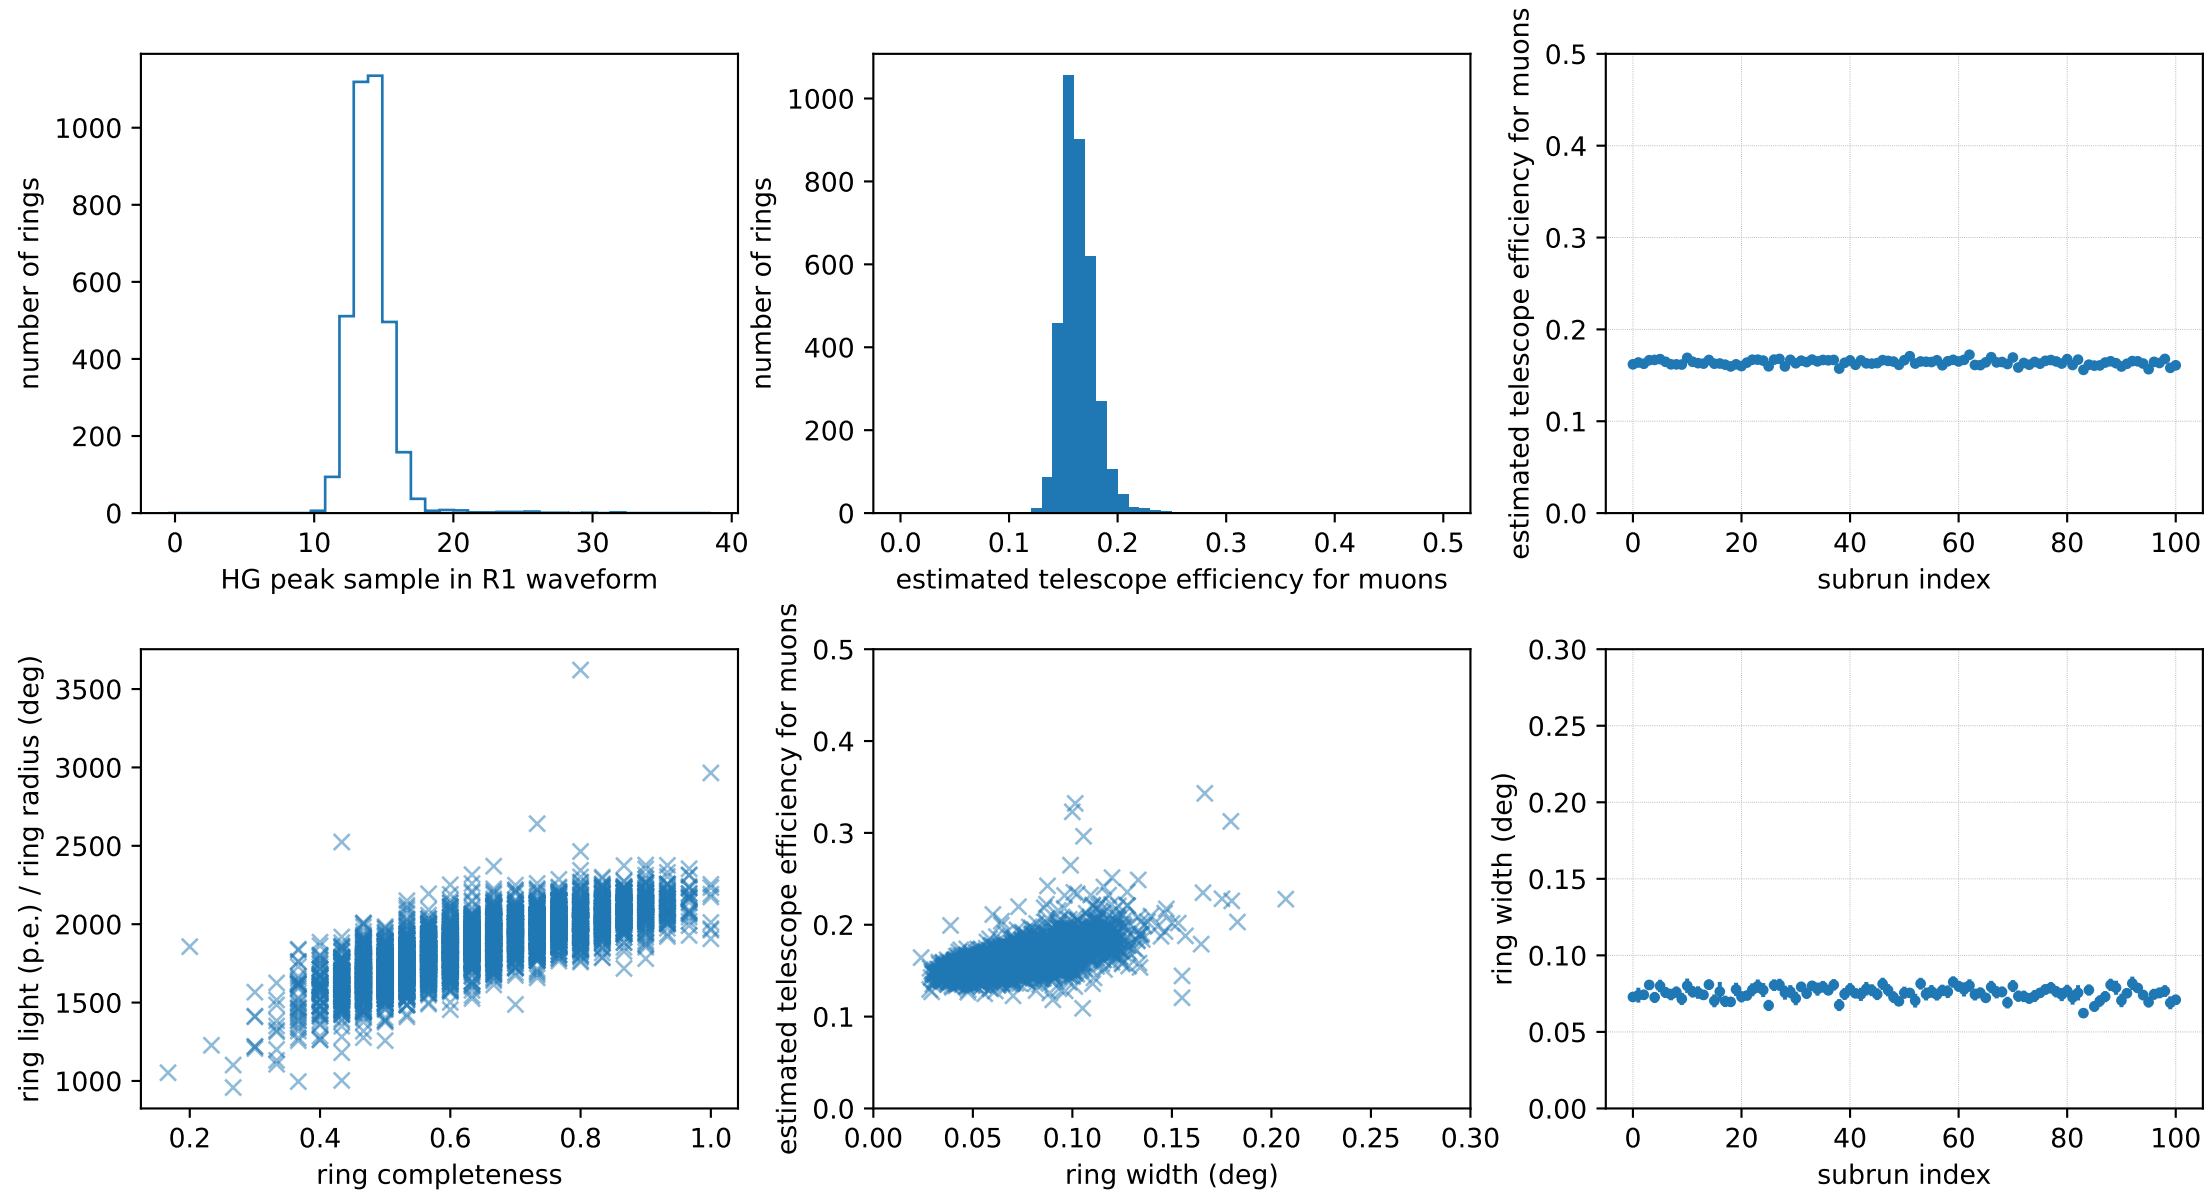 number of rings
1000
800
600
400
200
0
0 10 20 30 40
HG peak sample in R1 waveform
number of rings
1000
800
600
400
200
0
0.0 0.1 0.2 0.3 0.4 0.5
estimated telescope efficiency for muons
estimated telescope efficiency for muons
0.5
0.4
0.3
0.2
0.1
0.0
0 20 40 60 80 100
subrun index
ring light (p.e.) / ring radius (deg)
3500
3000
2500
2000
1500
1000
0.2 0.4 0.6 0.8 1.0
ring completeness
estimated telescope efficiency for muons
0.5
0.4
0.3
0.2
0.1
0.0
0.00 0.05 0.10 0.15 0.20 0.25 0.30
ring width (deg)
ring width (deg)
0.30
0.25
0.20
0.15
0.10
0.05
0.00
0 20 40 60 80 100
subrun index